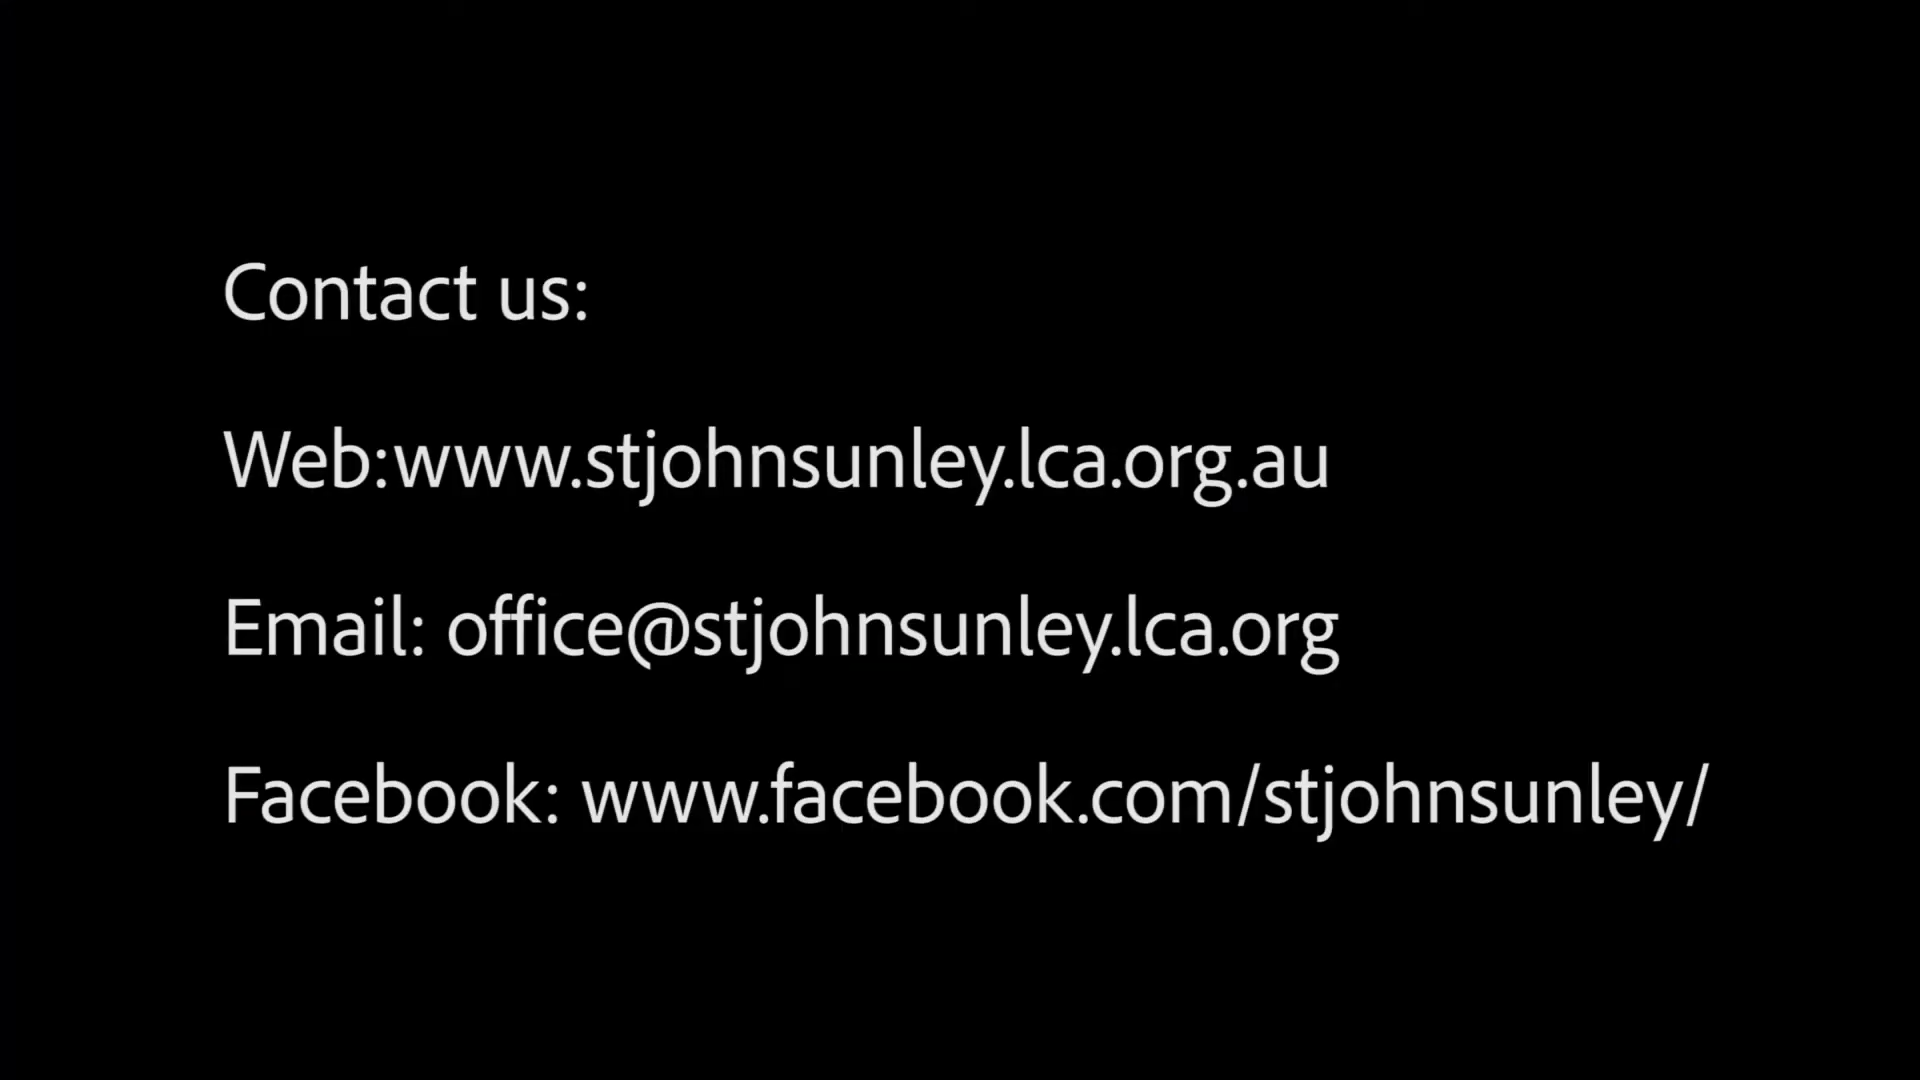 Contact us:
Web:www.stjohnsunley.lca.org.au
Email: office@stjohnsunley.lca.org
Facebook: www.facebook.com/stjohnsunley/